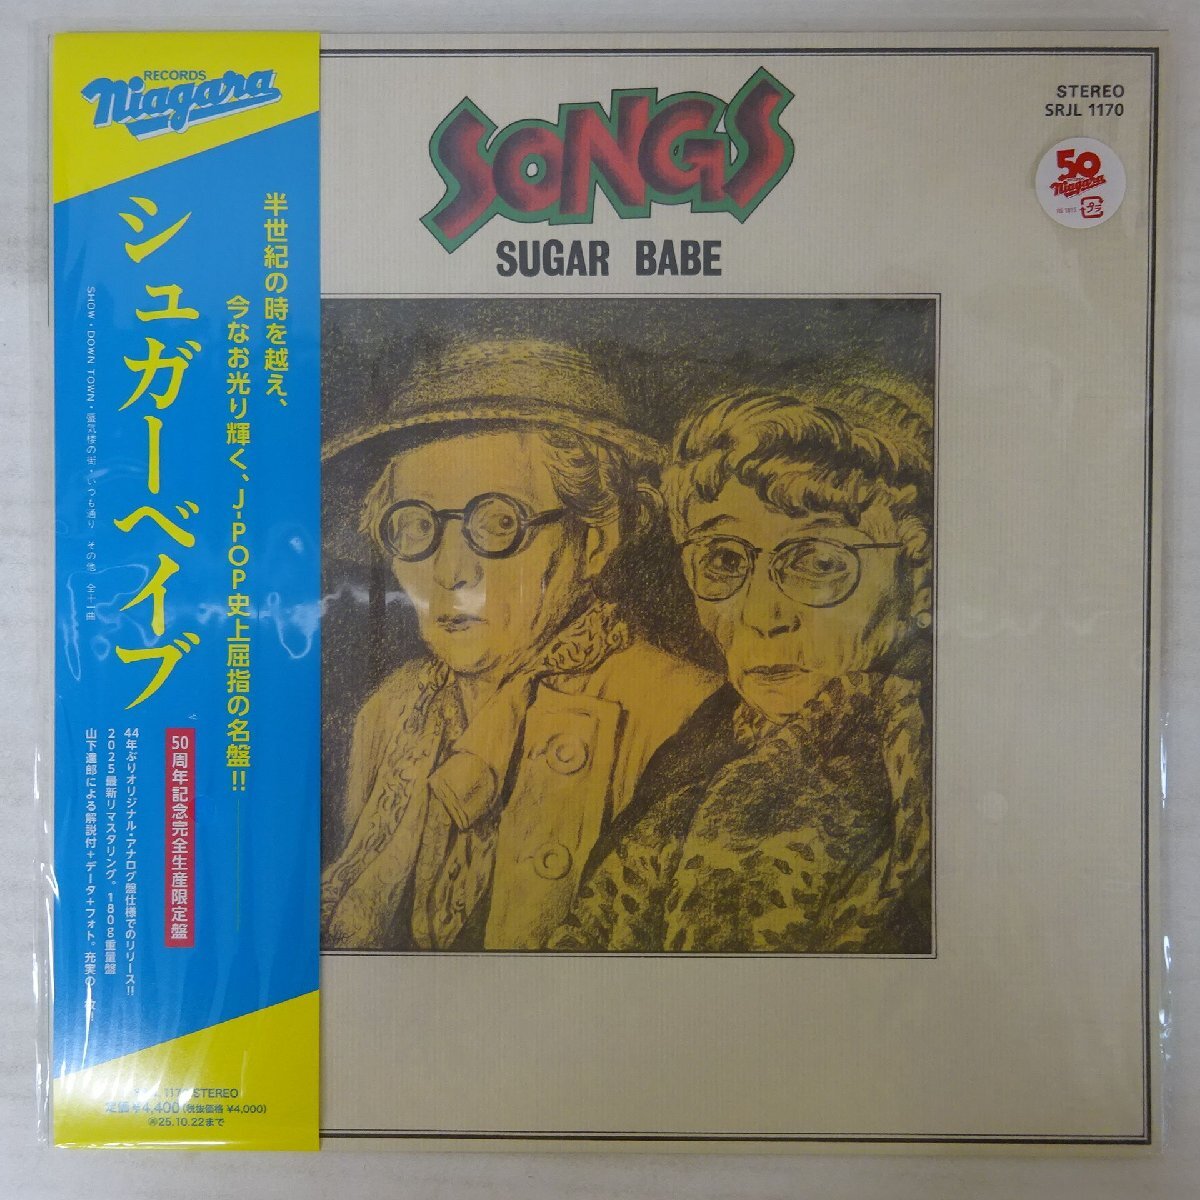 RECORDS
Niagara
シュガーベイブ
半世紀の時を越え、
今なお光り輝く、J-POP史上屈指の名盤!!
SHOW・DOWN TOWN・蜃気楼の街・いつも通り その他 全十一曲
50周年記念完全生産限定盤
44年ぶりオリジナル・アナログ盤仕様でのリリース!!
2025最新リマスタリング。180g重量盤
山下達郎による解説付+データ+フォト。充実の
1170 STEREO
定価¥4,400(税抜価格 ¥4,000)
25.10.22まで
SONGS
SUGAR BABE
STEREO
SRJL 1170
50
Niagara
プラ